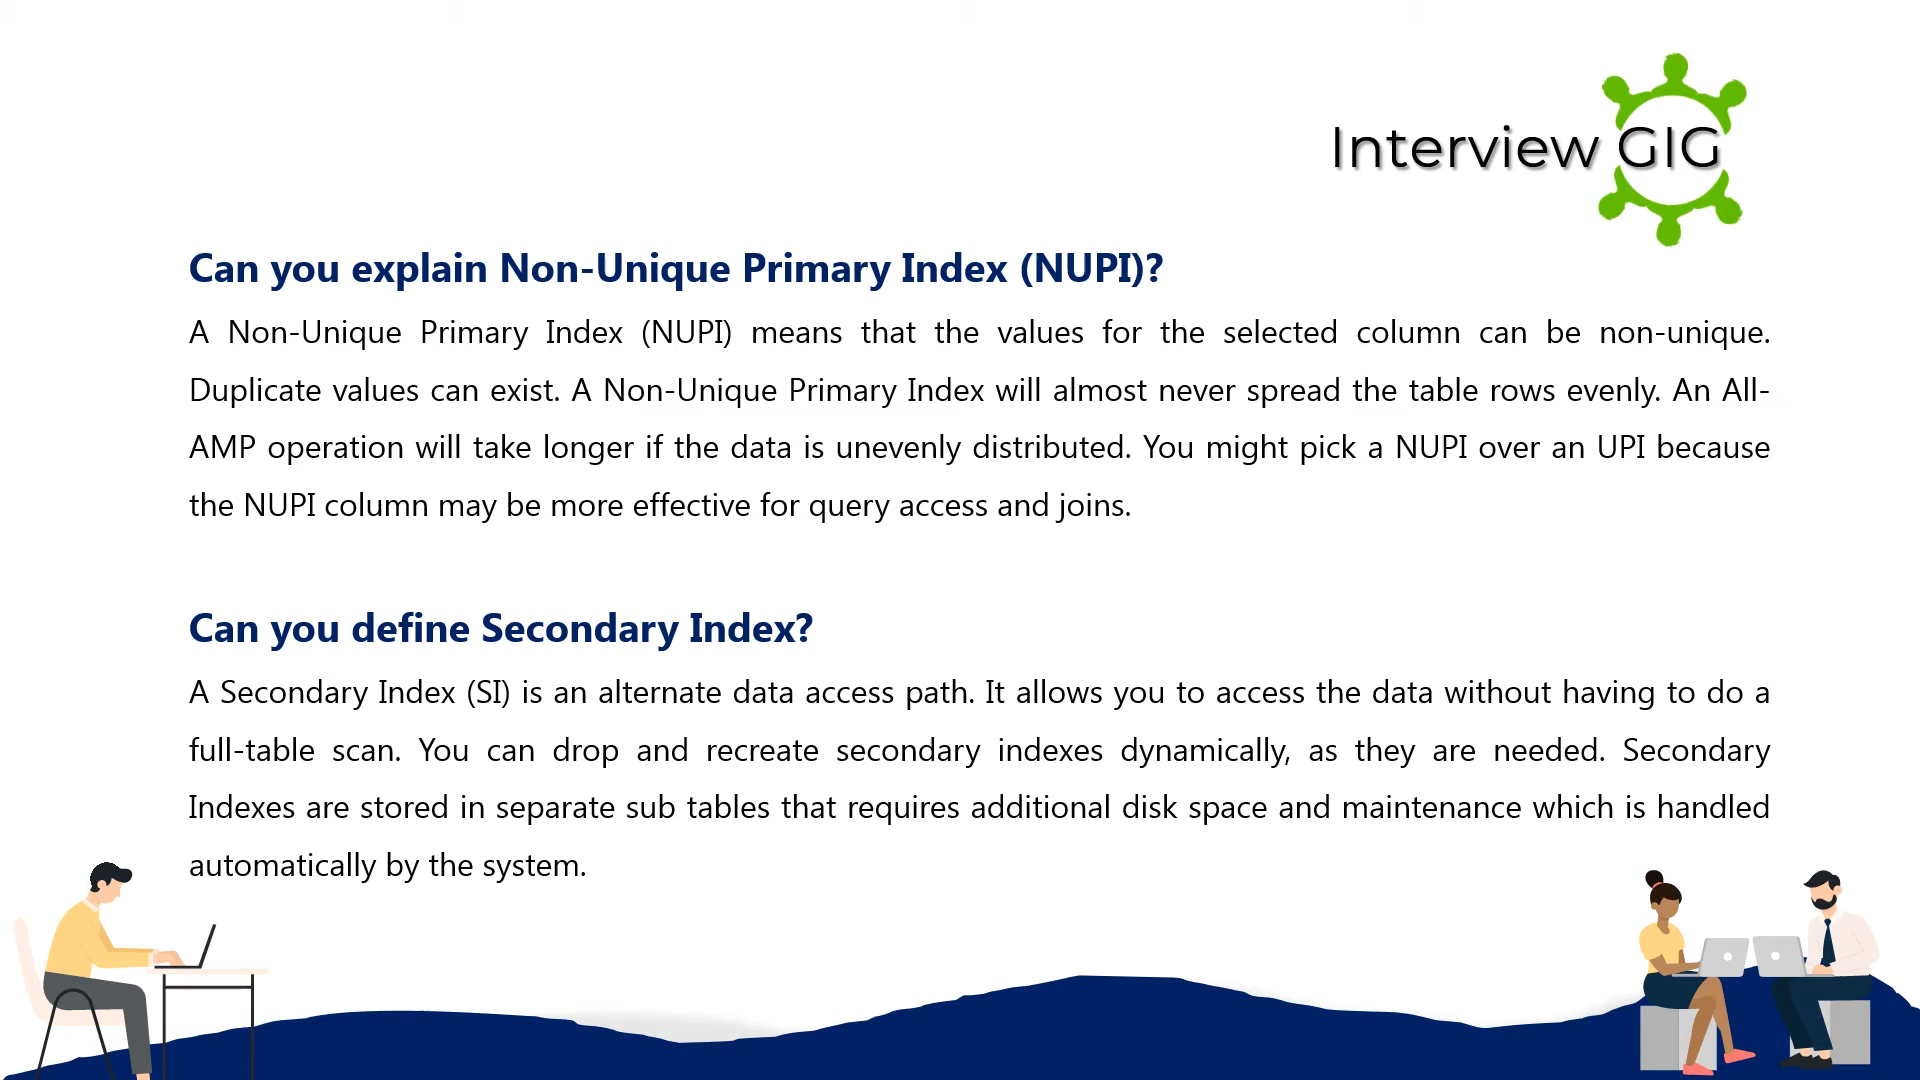 Interview GIG
Can you explain Non-Unique Primary Index (NUPI)?
A Non-Unique Primary Index (NUPI) means that the values for the selected column can be non-unique.
Duplicate values can exist. A Non-Unique Primary Index will almost never spread the table rows evenly. An All-
AMP operation will take longer if the data is unevenly distributed. You might pick a NUPI over an UPI because
the NUPI column may be more effective for query access and joins.
Can you define Secondary Index?
A Secondary Index (SI) is an alternate data access path. It allows you to access the data without having to do a
full-table scan. You can drop and recreate secondary indexes dynamically, as they are needed. Secondary
Indexes are stored in separate sub tables that requires additional disk space and maintenance which is handled
automatically by the system.